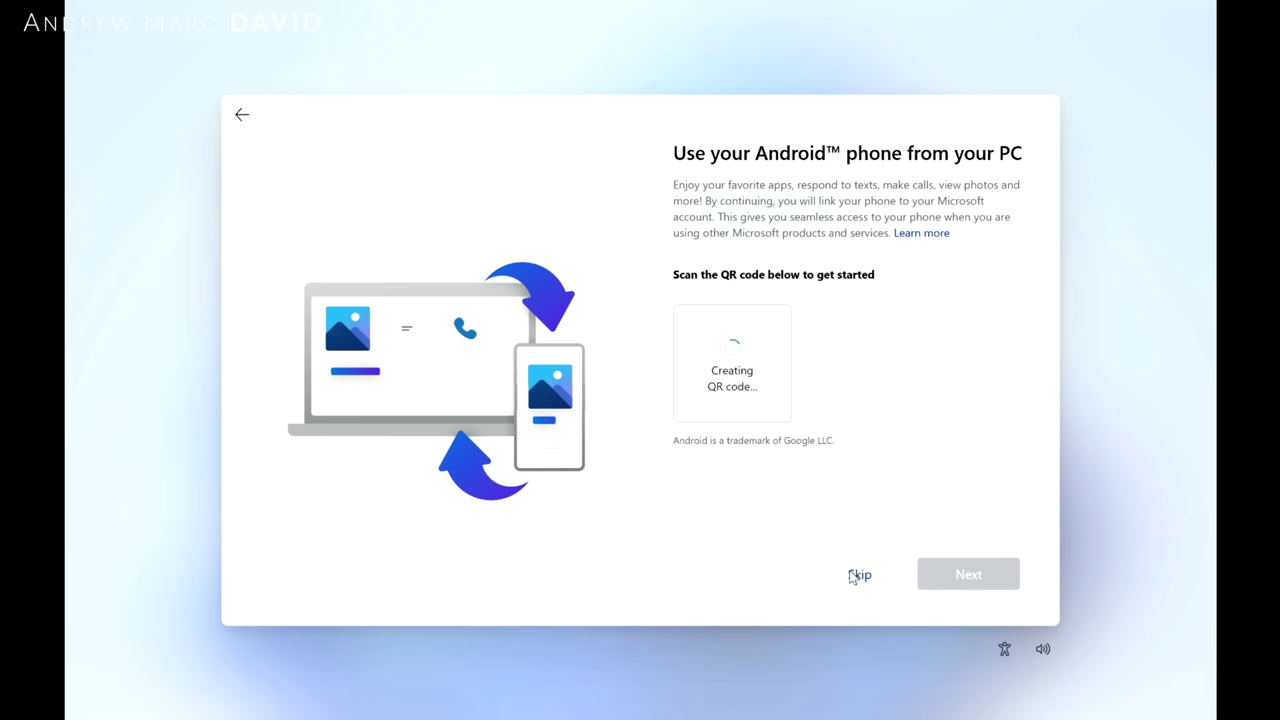 ANDREW MARC DAVID
Use your Android™ phone from your PC
Enjoy your favorite apps, respond to texts, make calls, view photos and
more! By continuing, you will link your phone to your Microsoft
account. This gives you seamless access to your phone when you are
using other Microsoft products and services. Learn more
Scan the QR code below to get started
Creating
QR code...
Android is a trademark of Google LLC.
Skip
Next